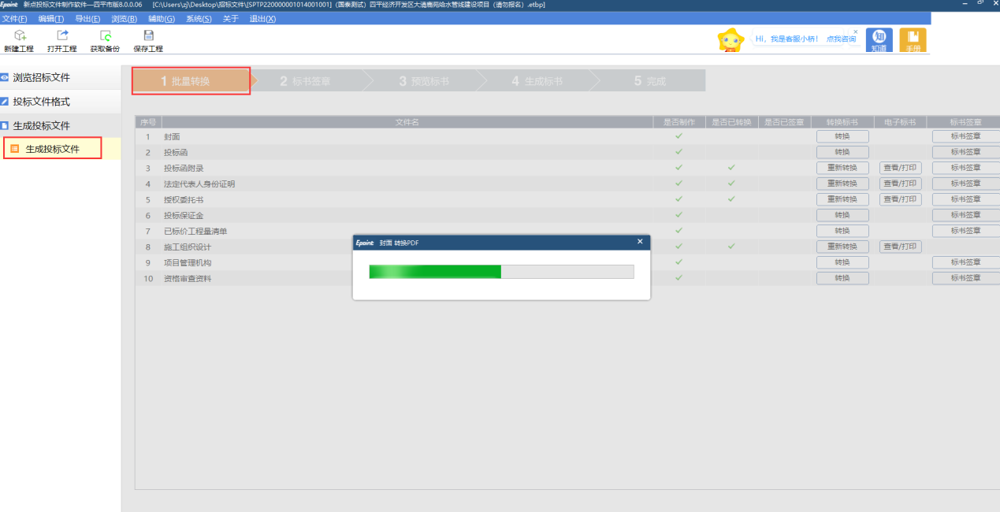 Epoint 新点投标文件制作软件—四平市版8.0.0.06 [C:\Users\zj\Desktop\招标文件\[SPTP220000001014001001]（国泰测试）四平经济开发区大清鹿苑给水管线建设项目（请勿报名）.etbp]
文件(F) 编辑(T) 导出(E) 浏览(B) 辅助(G) 系统(S) 关于 退出(X)
新建工程 打开工程 获取备份 保存工程
Hi，我是客服小桥！ 点我咨询
知 知道 手册
浏览招标文件
投标文件格式
生成投标文件
生成投标文件
1 批量转换 2 标书签章 3 预览标书 4 生成标书 5 完成
序号 文件名 是否制作 是否已转换 是否已签章 转换标书 电子标书 标书签章
1 封面 转换 标书签章
2 投标函 转换 标书签章
3 投标函附录 重新转换 查看/打印 标书签章
4 法定代表人身份证明 重新转换 查看/打印 标书签章
5 授权委托书 重新转换 查看/打印 标书签章
6 投标保证金 转换 标书签章
7 已标价工程量清单 转换 标书签章
8 施工组织设计 重新转换 查看/打印
9 项目管理机构 转换 标书签章
10 资格审查资料 转换 标书签章
Epoint 封面 转换PDF